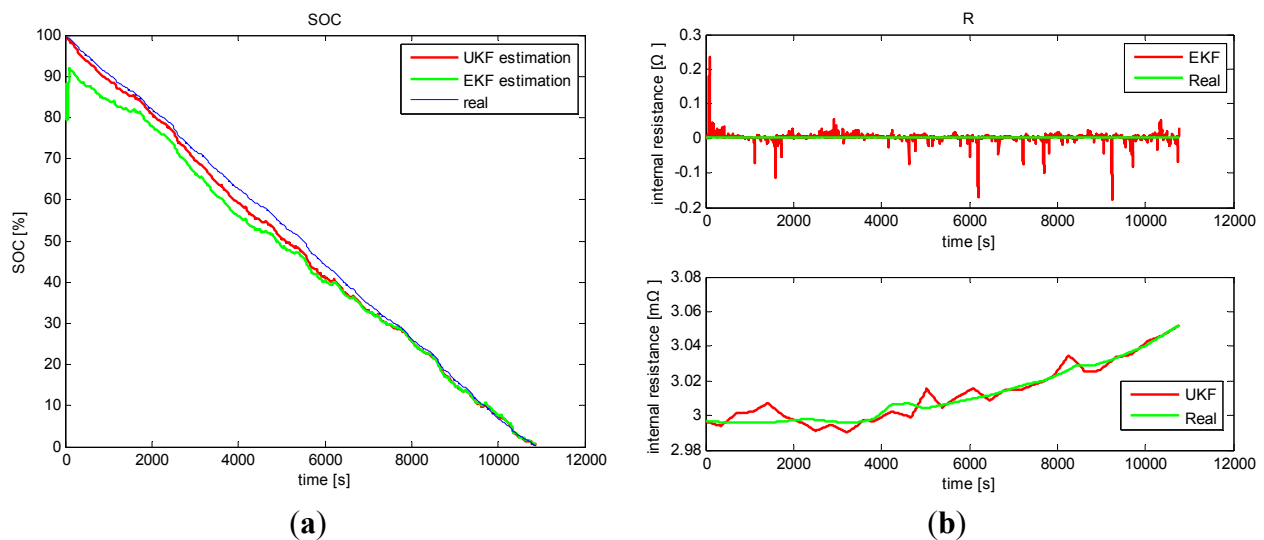 SOC
100
90
80
70
60
50
40
30
20
10
0
SOC [%]
UKF estimation
EKF estimation
real
0 2000 4000 6000 8000 10000 12000
time [s]
(a)
R
0.3
0.2
0.1
0
-0.1
-0.2
internal resistance [Ω]
EKF
Real
0 2000 4000 6000 8000 10000 12000
time [s]
3.08
3.06
3.04
3.02
3
2.98
internal resistance [mΩ]
UKF
Real
0 2000 4000 6000 8000 10000 12000
time [s]
(b)